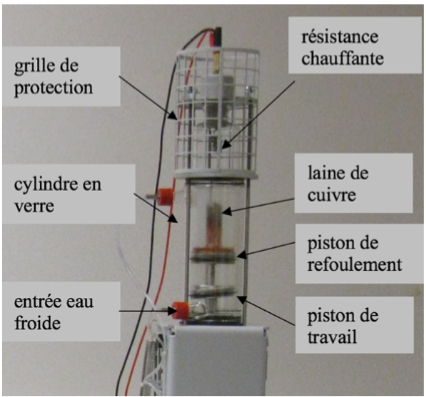 résistance
chauffante
grille de
protection
cylindre en
verre
laine de
cuivre
piston de
refoulement
entrée eau
froide
piston de
travail